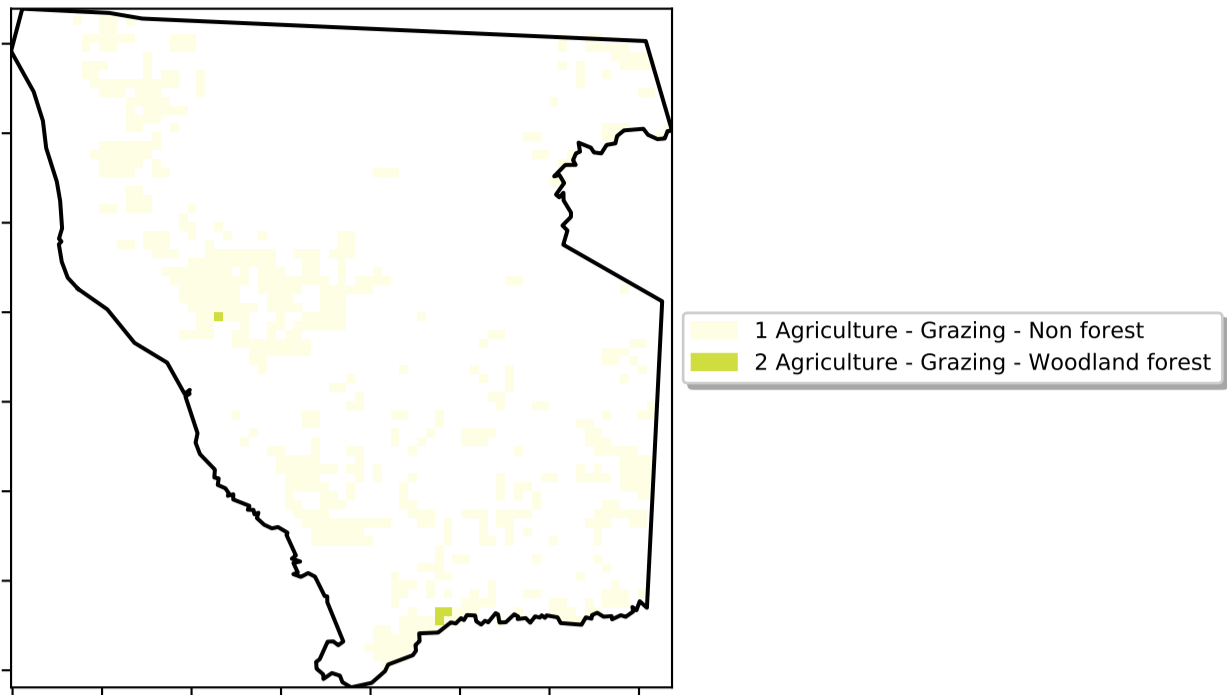 1 Agriculture - Grazing - Non forest
2 Agriculture - Grazing - Woodland forest